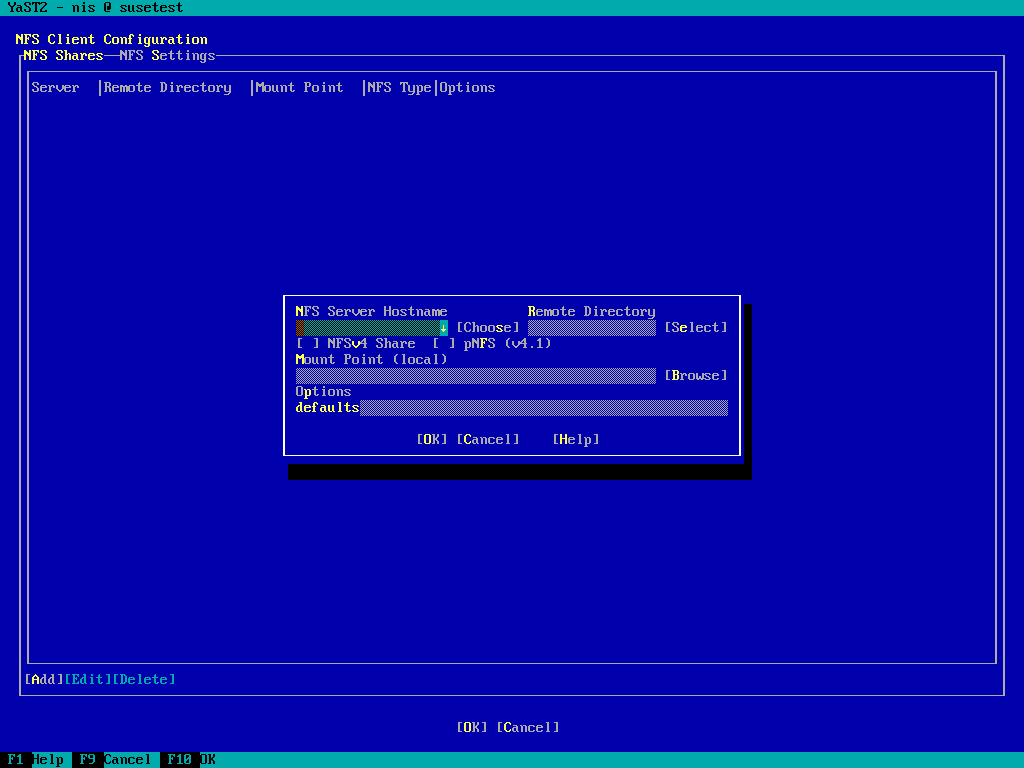 YaST2 - nis @ susetest
NFS Client Configuration
NFS Shares NFS Settings
Server |Remote Directory |Mount Point |NFS Type|Options
NFS Server Hostname Remote Directory
↓ [Choose] [Select]
[ ] NFSv4 Share [ ] pNFS (v4.1)
Mount Point (local)
[Browse]
Options
defaults
[OK] [Cancel] [Help]
[Add][Edit][Delete]
[OK] [Cancel]
F1 Help F9 Cancel F10 OK